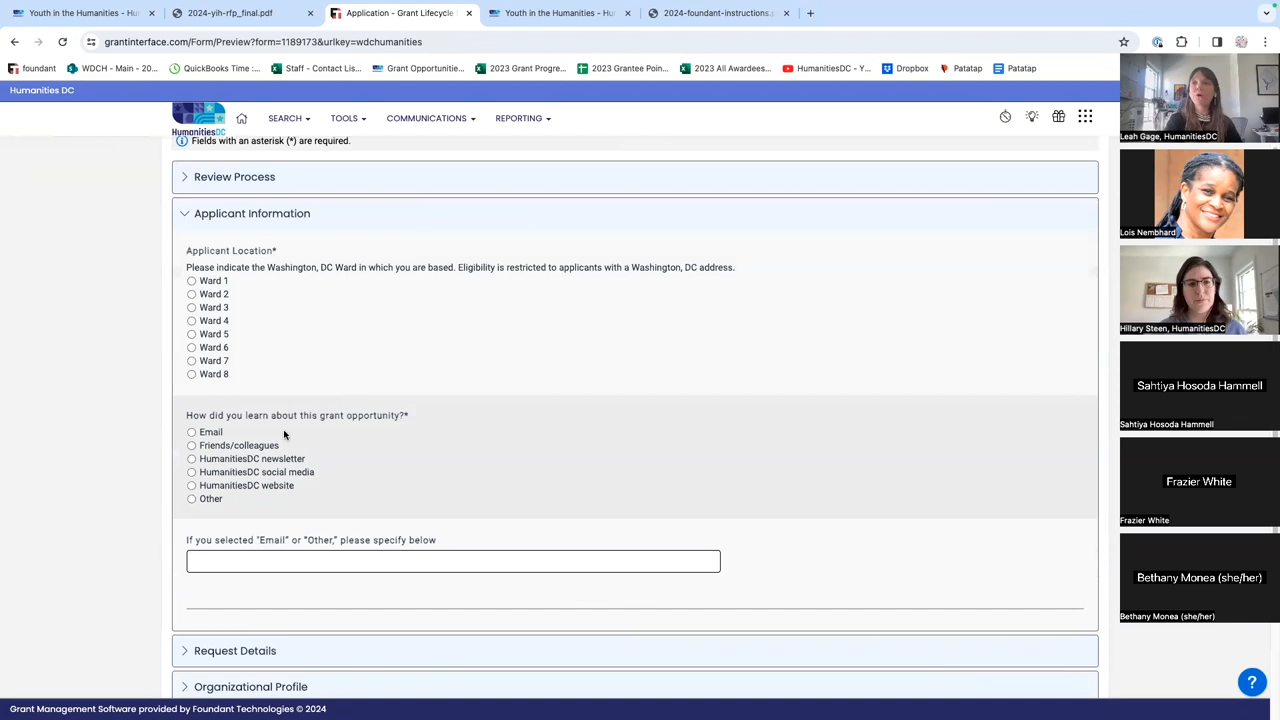 Youth in the Humanities - Hum
2024-yih-rfp_final.pdf
Application - Grant Lifecycle
Youth in the Humanities - Hum
2024-foundant-instructions.p
grantinterface.com/Form/Preview?form=1189173&urlkey=wdchumanities
foundant
WDCH - Main - 20...
QuickBooks Time :...
Staff - Contact Lis...
Grant Opportunitie...
2023 Grant Progre...
2023 Grantee Poin...
2023 All Awardees...
HumanitiesDC - Y...
Dropbox
Patatap
Patatap
Humanities DC
HumanitiesDC
SEARCH
TOOLS
COMMUNICATIONS
REPORTING
Fields with an asterisk (*) are required.
Review Process
Applicant Information
Applicant Location*
Please indicate the Washington, DC Ward in which you are based. Eligibility is restricted to applicants with a Washington, DC address.
Ward 1
Ward 2
Ward 3
Ward 4
Ward 5
Ward 6
Ward 7
Ward 8
How did you learn about this grant opportunity?*
Email
Friends/colleagues
HumanitiesDC newsletter
HumanitiesDC social media
HumanitiesDC website
Other
If you selected "Email" or "Other," please specify below
Request Details
Organizational Profile
Grant Management Software provided by Foundant Technologies © 2024
Leah Gage, HumanitiesDC
Lois Nembhard
Hillary Steen, HumanitiesDC
Sahtiya Hosoda Hammell
Sahtiya Hosoda Hammell
Frazier White
Frazier White
Bethany Monea (she/her)
Bethany Monea (she/her)